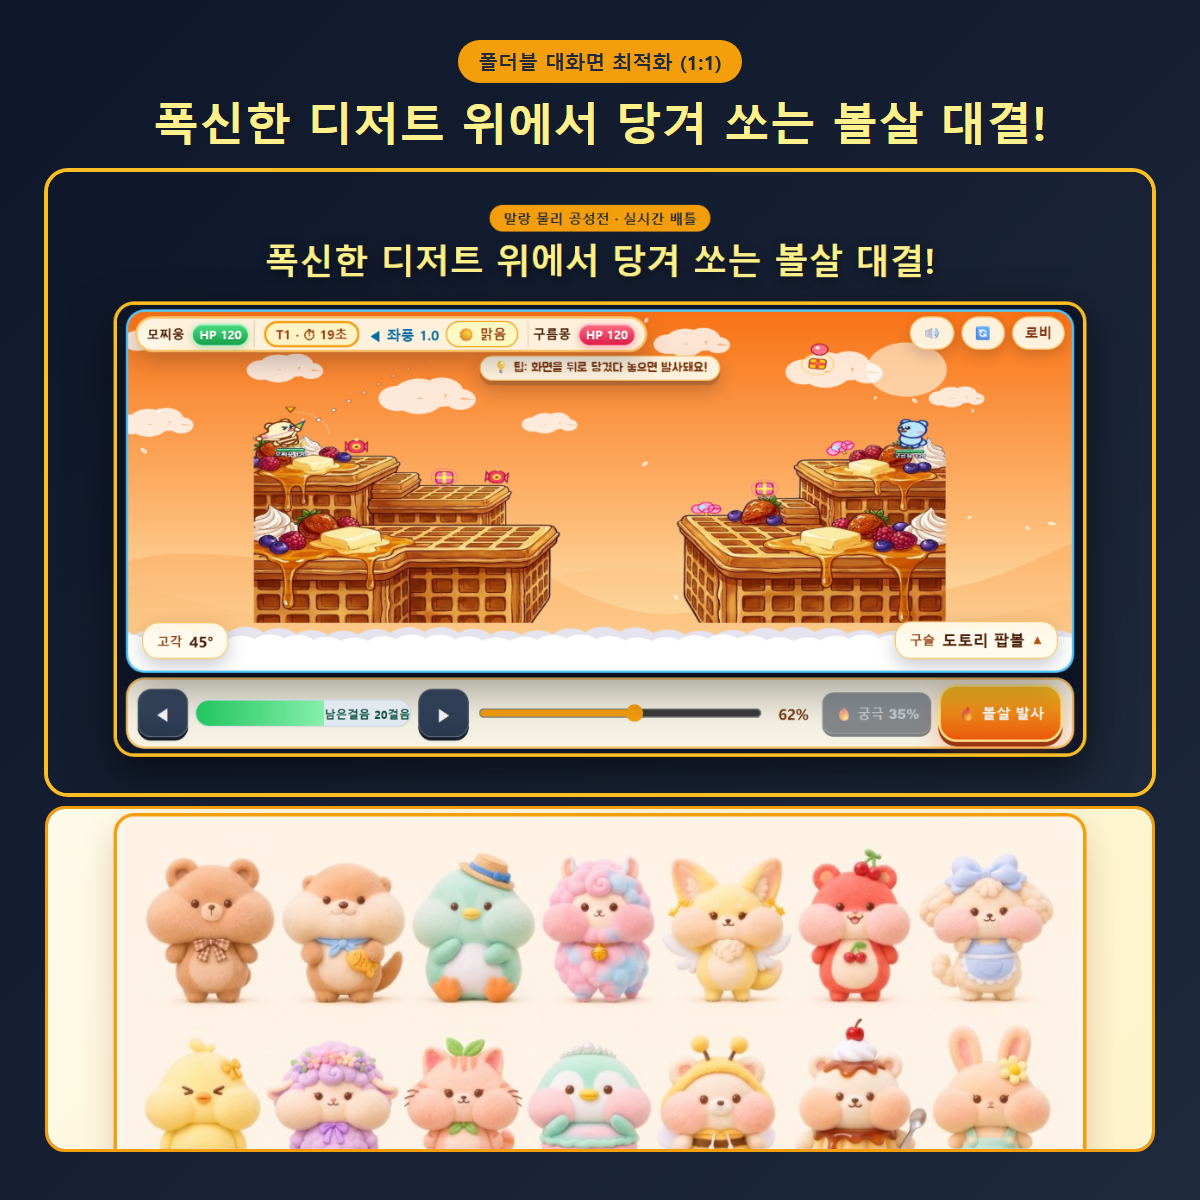 폴더블 대화면 최적화 (1:1)
폭신한 디저트 위에서 당겨 쏘는 볼살 대결!
말랑 물리 공성전 · 실시간 배틀
폭신한 디저트 위에서 당겨 쏘는 볼살 대결!
모찌웅 HP 120 T1 · ⏱ 19초 ◀ 좌풍 1.0 맑음 구름몽 HP 120 로비
팁: 화면을 뒤로 당겼다 놓으면 발사돼요!
고각 45°
구슬 도토리 팝볼 ▲
◀ 남은걸음 20걸음 ▶ 62% 궁극 35% 볼살 발사